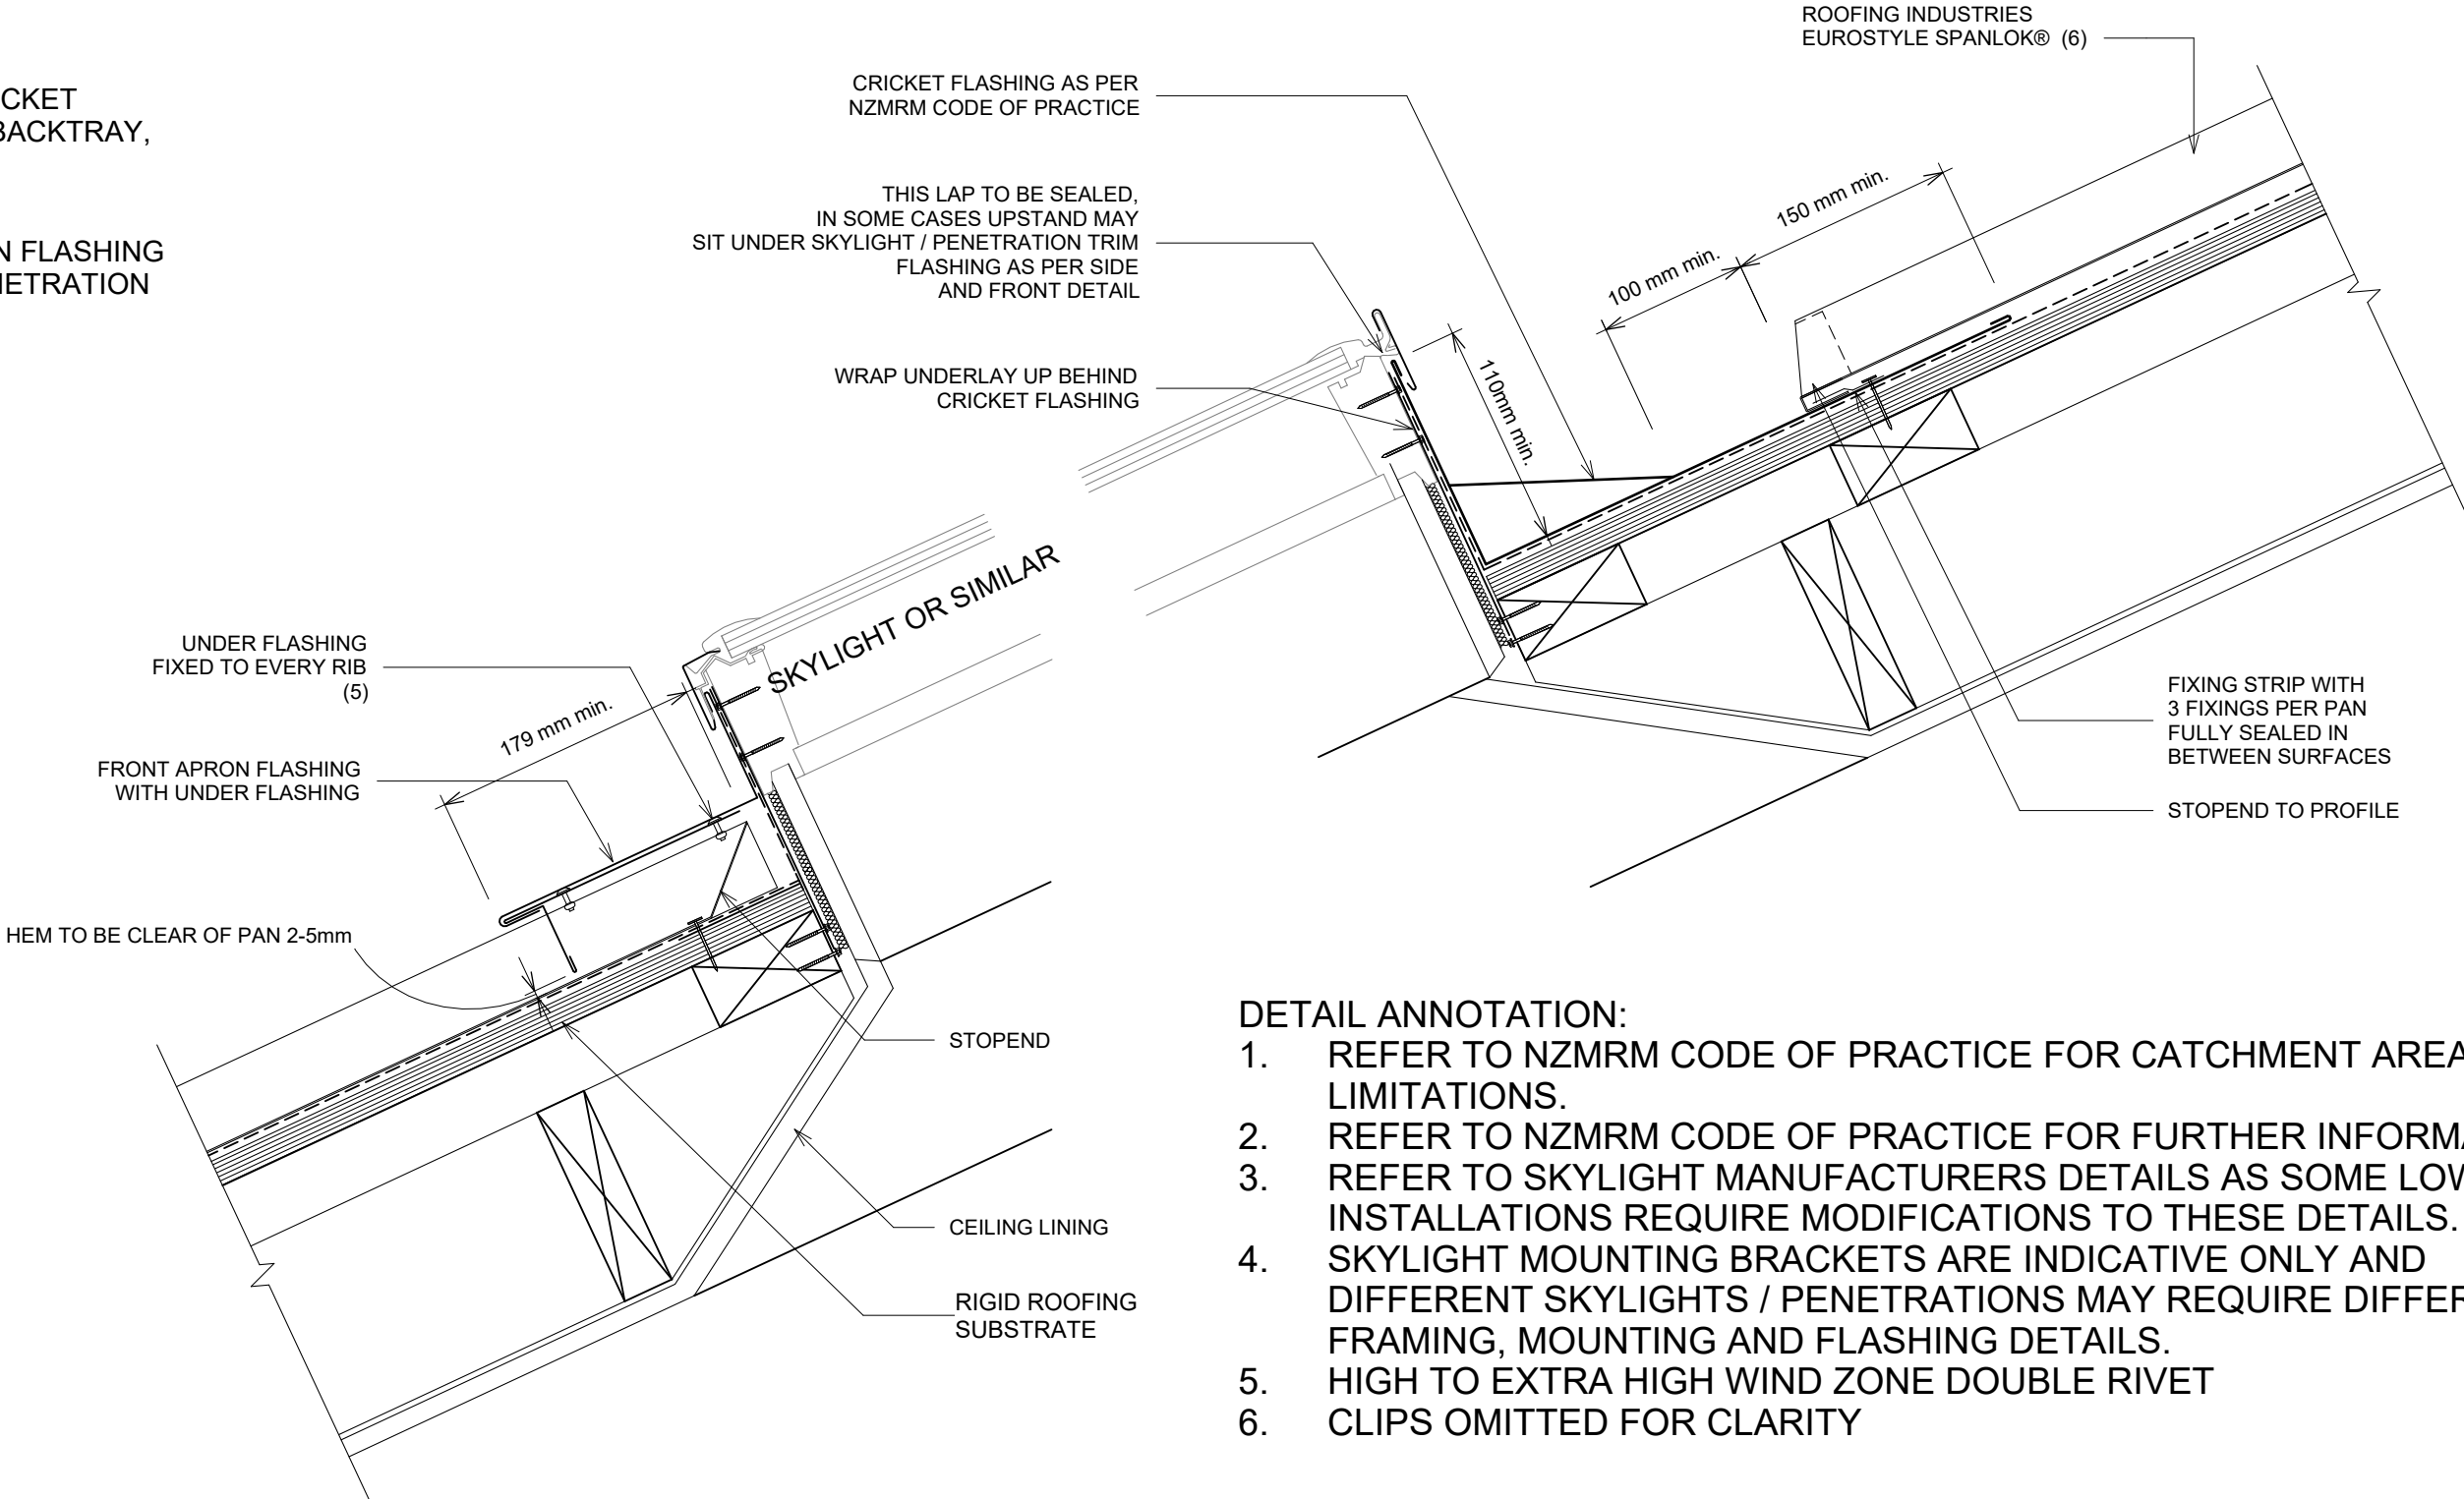 CKET
BACKTRAY,
N FLASHING
NETRATION
ROOFING INDUSTRIES
EUROSTYLE SPANLOK® (6)
CRICKET FLASHING AS PER
NZMRM CODE OF PRACTICE
THIS LAP TO BE SEALED,
IN SOME CASES UPSTAND MAY
SIT UNDER SKYLIGHT / PENETRATION TRIM
FLASHING AS PER SIDE
AND FRONT DETAIL
WRAP UNDERLAY UP BEHIND
CRICKET FLASHING
150 mm min.
100 mm min.
110mm min.
SKYLIGHT OR SIMILAR
UNDER FLASHING
FIXED TO EVERY RIB
(5)
179 mm min.
FRONT APRON FLASHING
WITH UNDER FLASHING
HEM TO BE CLEAR OF PAN 2-5mm
FIXING STRIP WITH
3 FIXINGS PER PAN
FULLY SEALED IN
BETWEEN SURFACES
STOPEND TO PROFILE
STOPEND
CEILING LINING
RIGID ROOFING
SUBSTRATE
DETAIL ANNOTATION:
1. REFER TO NZMRM CODE OF PRACTICE FOR CATCHMENT AREA
LIMITATIONS.
2. REFER TO NZMRM CODE OF PRACTICE FOR FURTHER INFORMA
3. REFER TO SKYLIGHT MANUFACTURERS DETAILS AS SOME LOW
INSTALLATIONS REQUIRE MODIFICATIONS TO THESE DETAILS.
4. SKYLIGHT MOUNTING BRACKETS ARE INDICATIVE ONLY AND
DIFFERENT SKYLIGHTS / PENETRATIONS MAY REQUIRE DIFFER
FRAMING, MOUNTING AND FLASHING DETAILS.
5. HIGH TO EXTRA HIGH WIND ZONE DOUBLE RIVET
6. CLIPS OMITTED FOR CLARITY